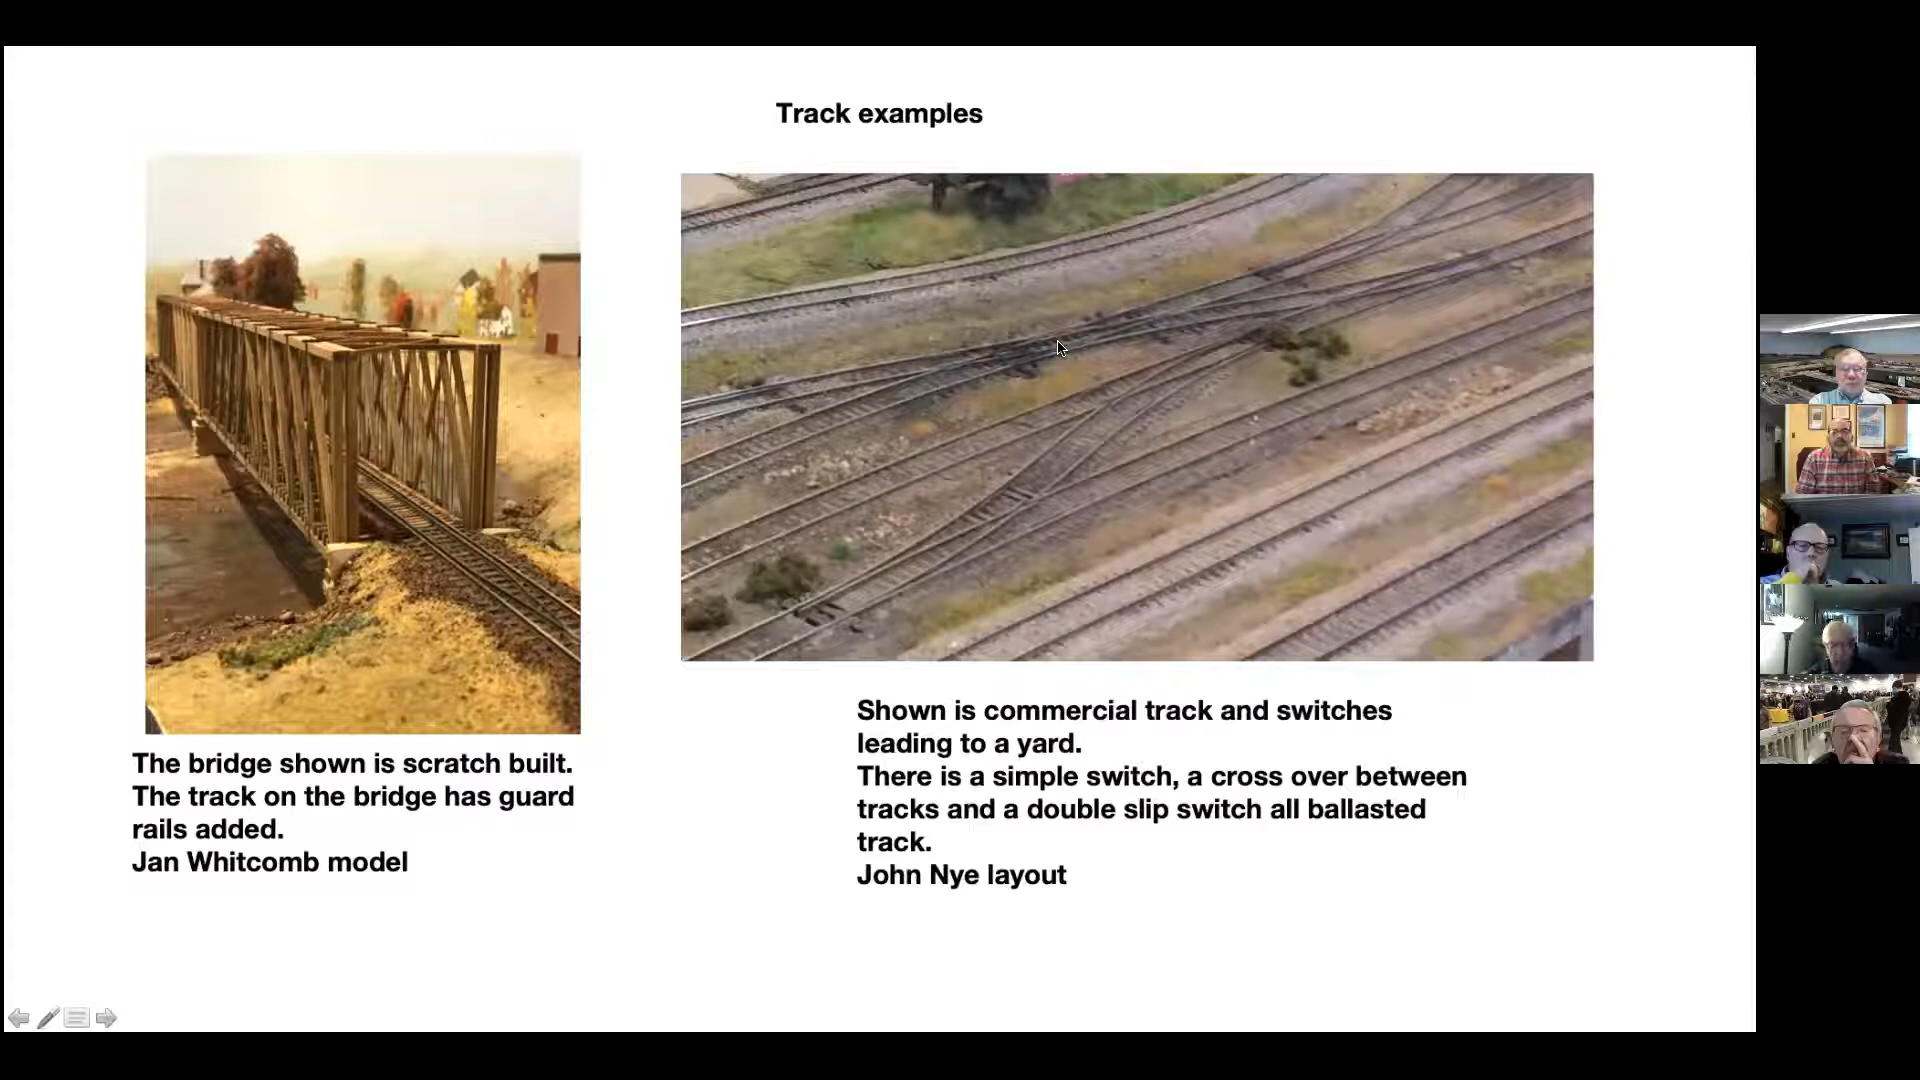 Track examples
The bridge shown is scratch built.
The track on the bridge has guard
rails added.
Jan Whitcomb model
Shown is commercial track and switches
leading to a yard.
There is a simple switch, a cross over between
tracks and a double slip switch all ballasted
track.
John Nye layout